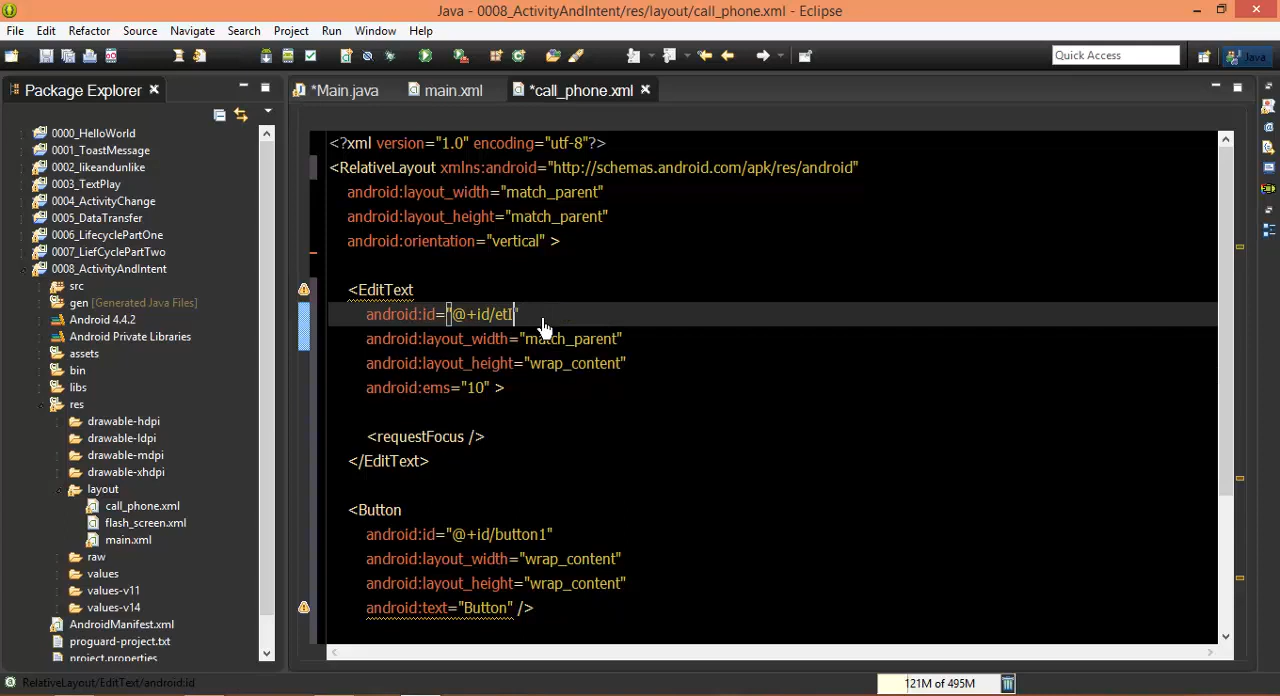 Java - 0008_ActivityAndIntent/res/layout/call_phone.xml - Eclipse
File Edit Refactor Source Navigate Search Project Run Window Help
Quick Access
Java
Package Explorer
*Main.java
main.xml
*call_phone.xml
0000_HelloWorld
0001_ToastMessage
0002_likeandunlike
0003_TextPlay
0004_ActivityChange
0005_DataTransfer
0006_LifecyclePartOne
0007_LiefCyclePartTwo
0008_ActivityAndIntent
src
gen [Generated Java Files]
Android 4.4.2
Android Private Libraries
assets
bin
libs
res
drawable-hdpi
drawable-ldpi
drawable-mdpi
drawable-xhdpi
layout
call_phone.xml
flash_screen.xml
main.xml
raw
values
values-v11
values-v14
AndroidManifest.xml
proguard-project.txt
project.properties
<?xml version="1.0" encoding="utf-8"?>
<RelativeLayout xmlns:android="http://schemas.android.com/apk/res/android"
android:layout_width="match_parent"
android:layout_height="match_parent"
android:orientation="vertical" >
<EditText
android:id="@+id/etI"
android:layout_width="match_parent"
android:layout_height="wrap_content"
android:ems="10" >
<requestFocus />
</EditText>
<Button
android:id="@+id/button1"
android:layout_width="wrap_content"
android:layout_height="wrap_content"
android:text="Button" />
RelativeLayout/EditText/android:id
121M of 495M